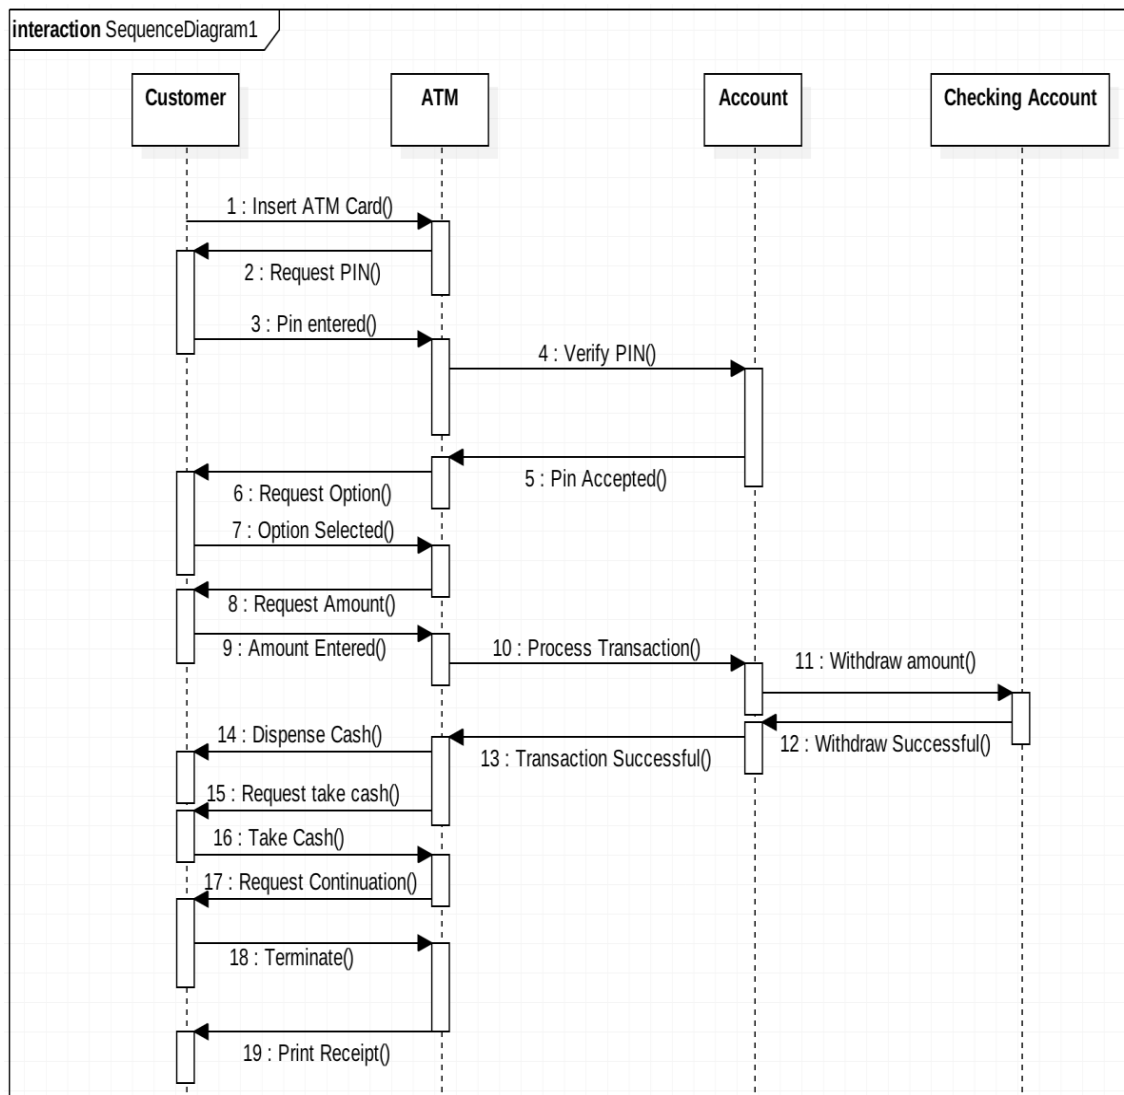 interaction SequenceDiagram1
Customer
ATM
Account
Checking Account
1 : Insert ATM Card()
2 : Request PIN()
3 : Pin entered()
4 : Verify PIN()
5 : Pin Accepted()
6 : Request Option()
7 : Option Selected()
8 : Request Amount()
9 : Amount Entered()
10 : Process Transaction()
11 : Withdraw amount()
12 : Withdraw Successful()
13 : Transaction Successful()
14 : Dispense Cash()
15 : Request take cash()
16 : Take Cash()
17 : Request Continuation()
18 : Terminate()
19 : Print Receipt()